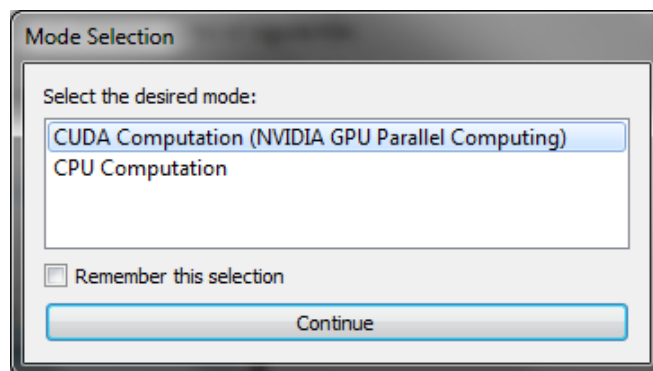 Mode Selection
Select the desired mode:
CUDA Computation (NVIDIA GPU Parallel Computing)
CPU Computation
Remember this selection
Continue